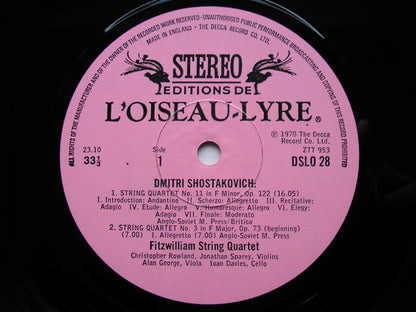 ALL RIGHTS OF THE MANUFACTURER AND OF THE OWNER OF THE RECORDED WORK RESERVED·UNAUTHORISED PUBLIC PERFORMANCE BROADCASTING AND COPYING OF THIS RECORD PROHIBITED
MADE IN ENGLAND · THE DECCA RECORD CO. LTD.
STEREO
EDITIONS DE
L'OISEAU-LYRE®
℗ 1978 The Decca
Record Co. Ltd.
ZTT 953
DSLO 28
23.10
33⅓
Side
1
DMITRI SHOSTAKOVICH:
1. STRING QUARTET No. 11 in F Minor, Op. 122 (16.05)
I. Introduction: Andantino II. Scherzo: Allegretto III. Recitative:
Adagio IV. Etude: Allegro V. Humoresque: Allegro VI. Elegy:
Adagio VII. Finale: Moderato
Anglo-Soviet M. Press/Britico
2. STRING QUARTET No. 3 in F Major, Op. 73 (beginning)
(7.00) I. Allegretto (7.00) Anglo-Soviet M. Press
Fitzwilliam String Quartet
Christopher Rowland, Jonathan Sparey, Violins
Alan George, Viola Ioan Davies, Cello